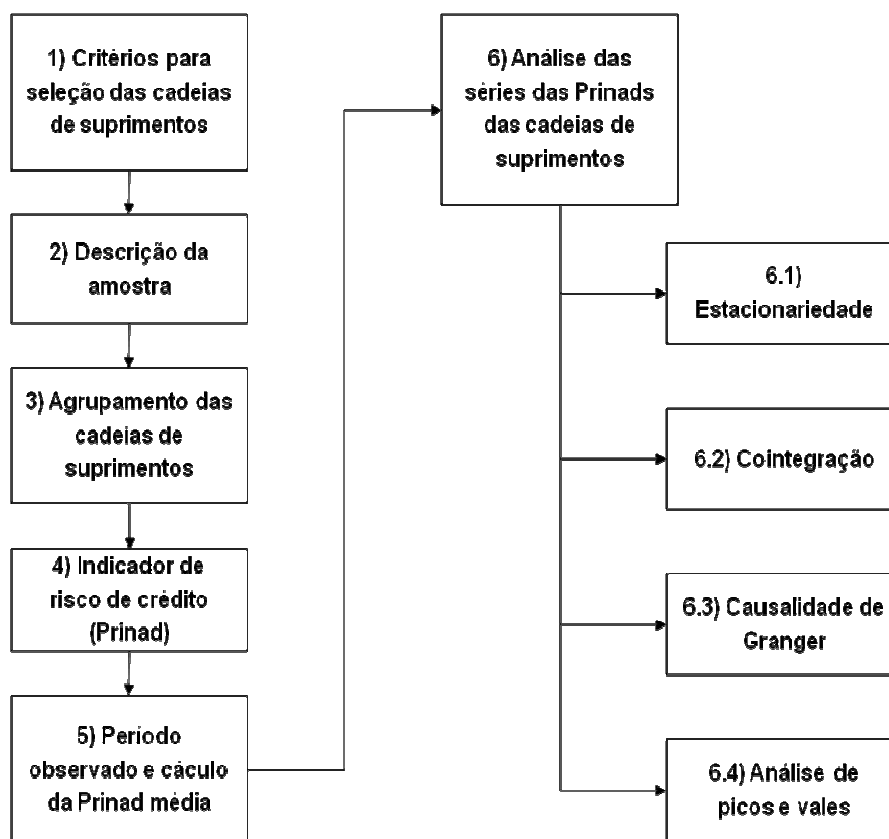 1) Critérios para
seleção das cadeias
de suprimentos
2) Descrição da
amostra
3) Agrupamento das
cadeias de
suprimentos
4) Indicador de
risco de crédito
(Prinad)
5) Período
observado e cáculo
da Prinad média
6) Análise das
séries das Prinads
das cadeias de
suprimentos
6.1)
Estacionariedade
6.2) Cointegração
6.3) Causalidade de
Granger
6.4) Análise de
picos e vales